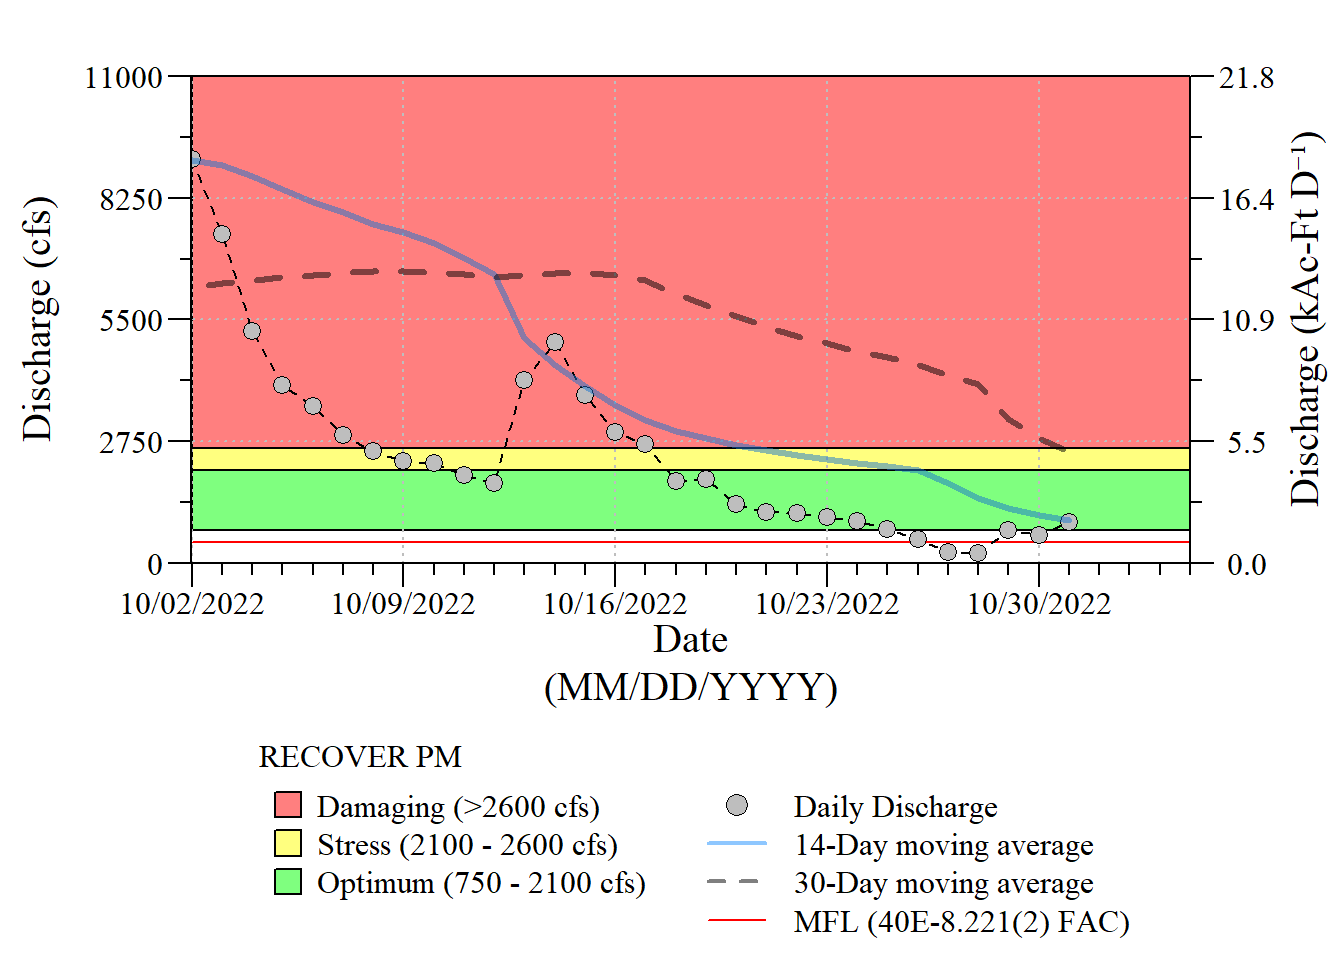 11000
8250
5500
2750
0
Discharge (cfs)
21.8
16.4
10.9
5.5
0.0
Discharge (kAc-Ft D⁻¹)
10/02/2022
10/09/2022
10/16/2022
10/23/2022
10/30/2022
Date
(MM/DD/YYYY)
RECOVER PM
Damaging (>2600 cfs)
Stress (2100 - 2600 cfs)
Optimum (750 - 2100 cfs)
Daily Discharge
14-Day moving average
30-Day moving average
MFL (40E-8.221(2) FAC)